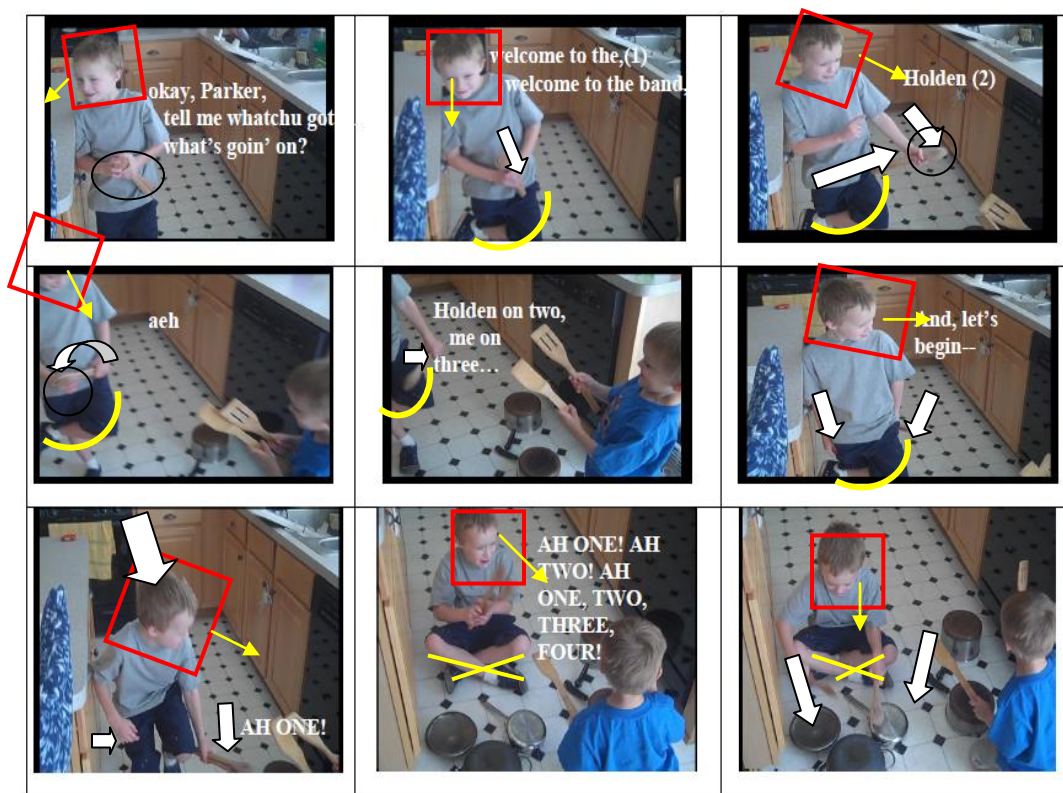 okay, Parker,
tell me whatchu got
what's goin' on?
welcome to the,(1)
welcome to the band,
Holden (2)
aeh
Holden on two,
me on
three…
And, let's
begin--
AH ONE!
AH ONE! AH
TWO! AH
ONE, TWO,
THREE,
FOUR!